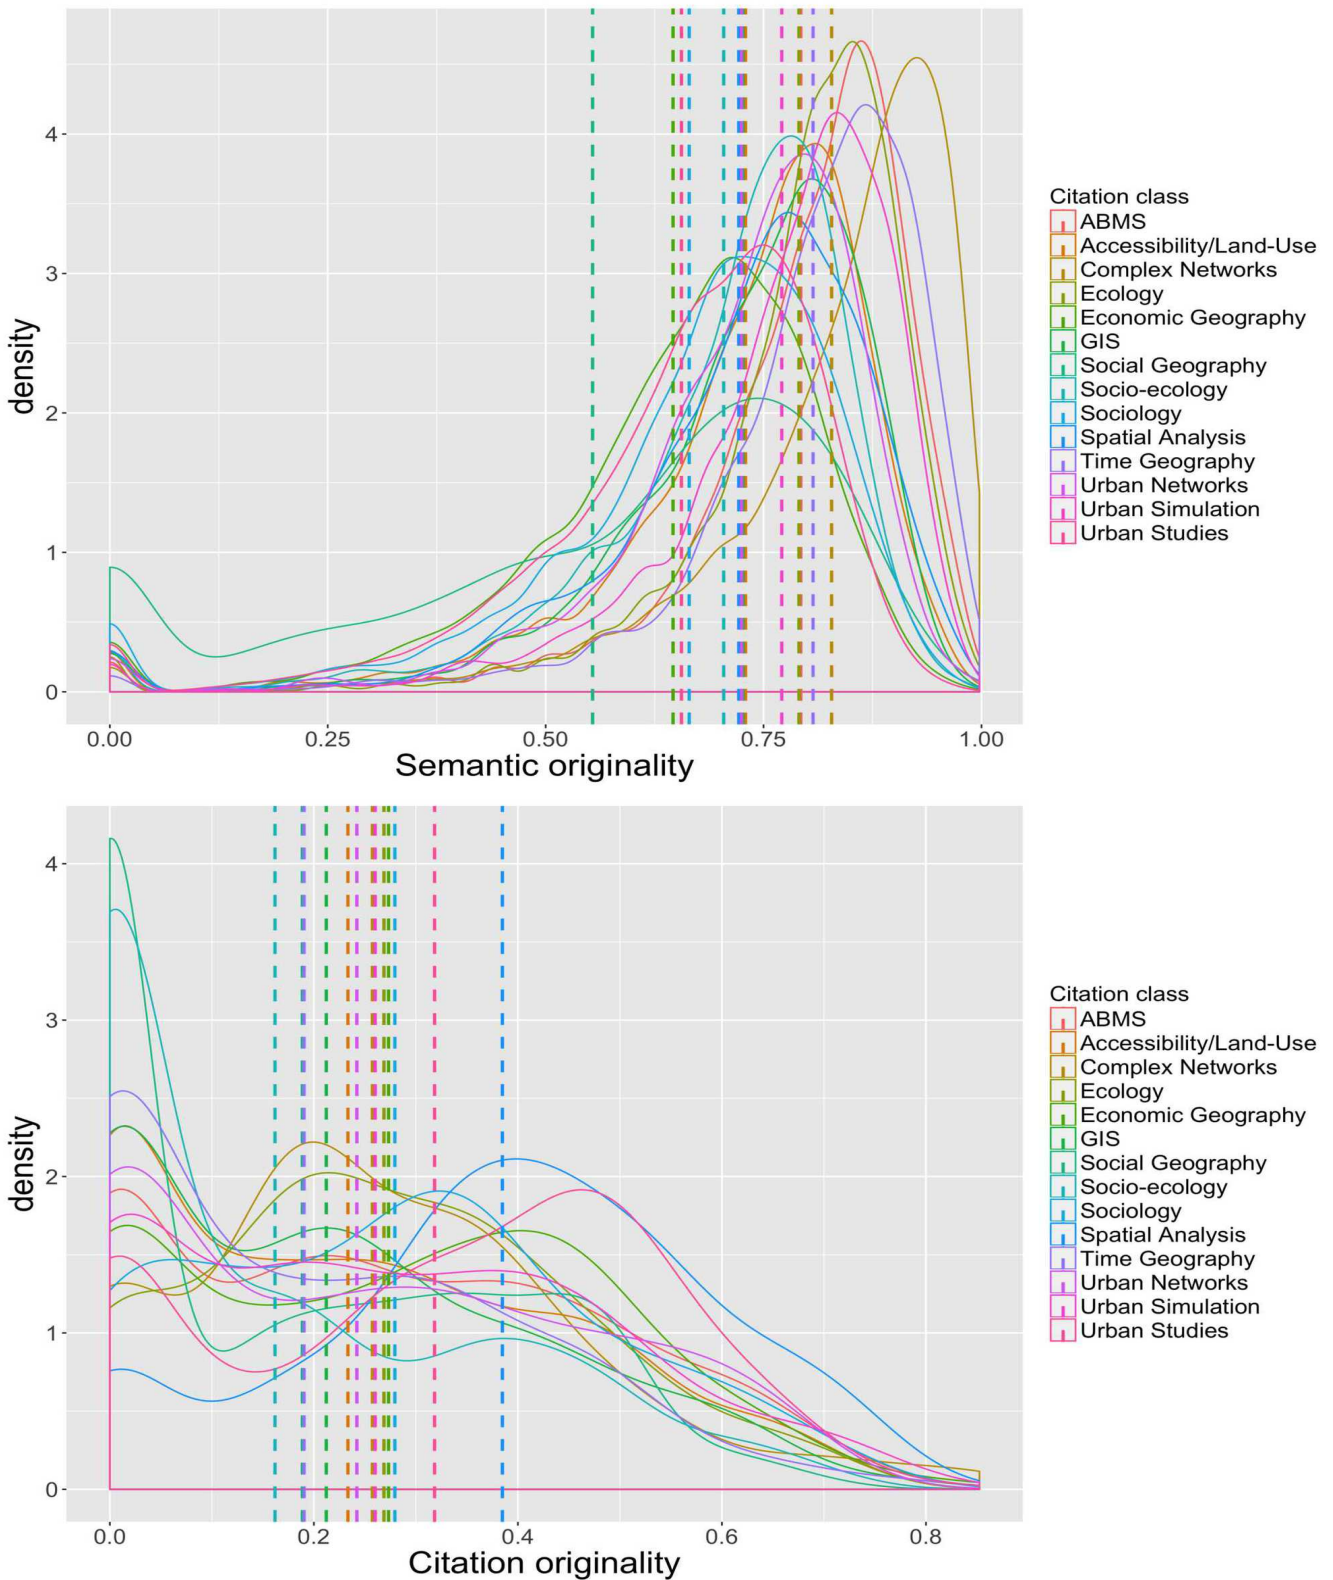 density
4
3
2
1
0
0.00 0.25 0.50 0.75 1.00
Semantic originality
Citation class
ABMS
Accessibility/Land-Use
Complex Networks
Ecology
Economic Geography
GIS
Social Geography
Socio-ecology
Sociology
Spatial Analysis
Time Geography
Urban Networks
Urban Simulation
Urban Studies
density
4
3
2
1
0
0.0 0.2 0.4 0.6 0.8
Citation originality
Citation class
ABMS
Accessibility/Land-Use
Complex Networks
Ecology
Economic Geography
GIS
Social Geography
Socio-ecology
Sociology
Spatial Analysis
Time Geography
Urban Networks
Urban Simulation
Urban Studies